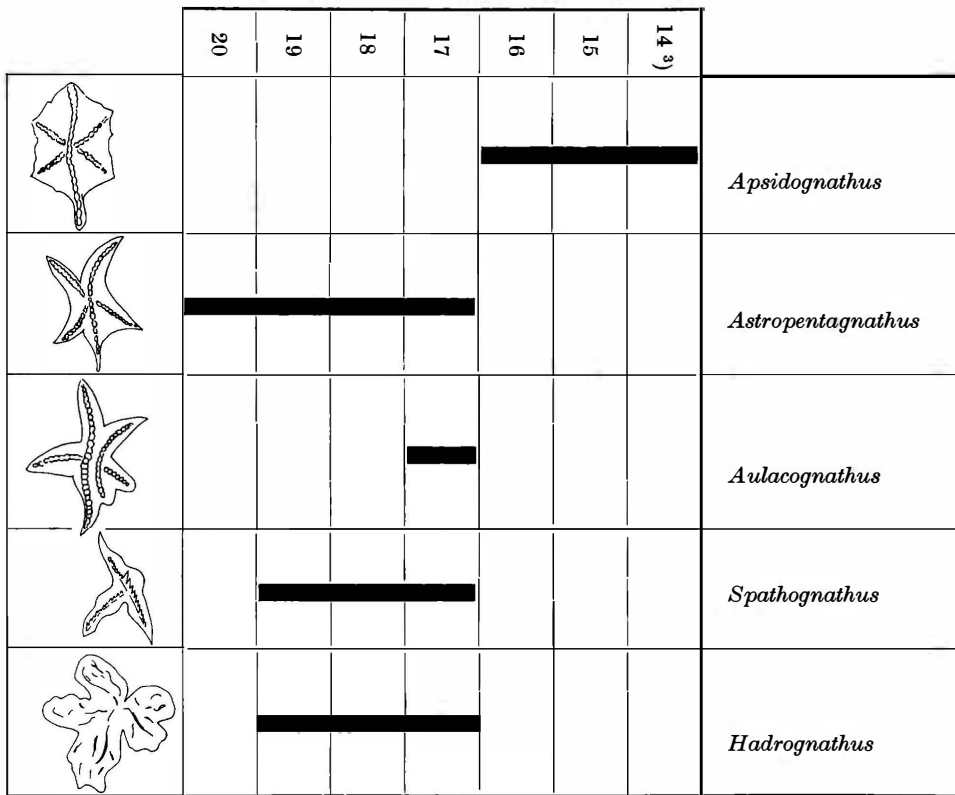 20 19 18 17 16 15 14 3)
Apsidognathus
Astropentagnathus
Aulacognathus
Spathognathus
Hadrognathus